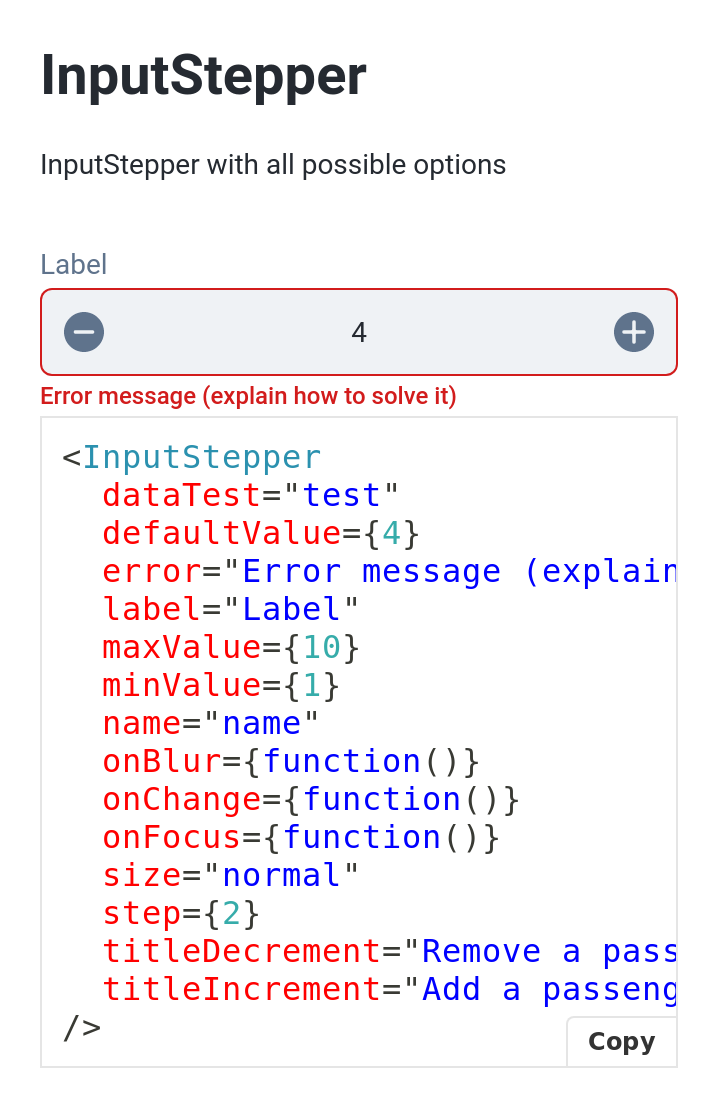 InputStepper
InputStepper with all possible options
Label
4
Error message (explain how to solve it)
<InputStepper
  dataTest="test"
  defaultValue={4}
  error="Error message (explain
  label="Label"
  maxValue={10}
  minValue={1}
  name="name"
  onBlur={function()}
  onChange={function()}
  onFocus={function()}
  size="normal"
  step={2}
  titleDecrement="Remove a pass
  titleIncrement="Add a passeng
/>
Copy